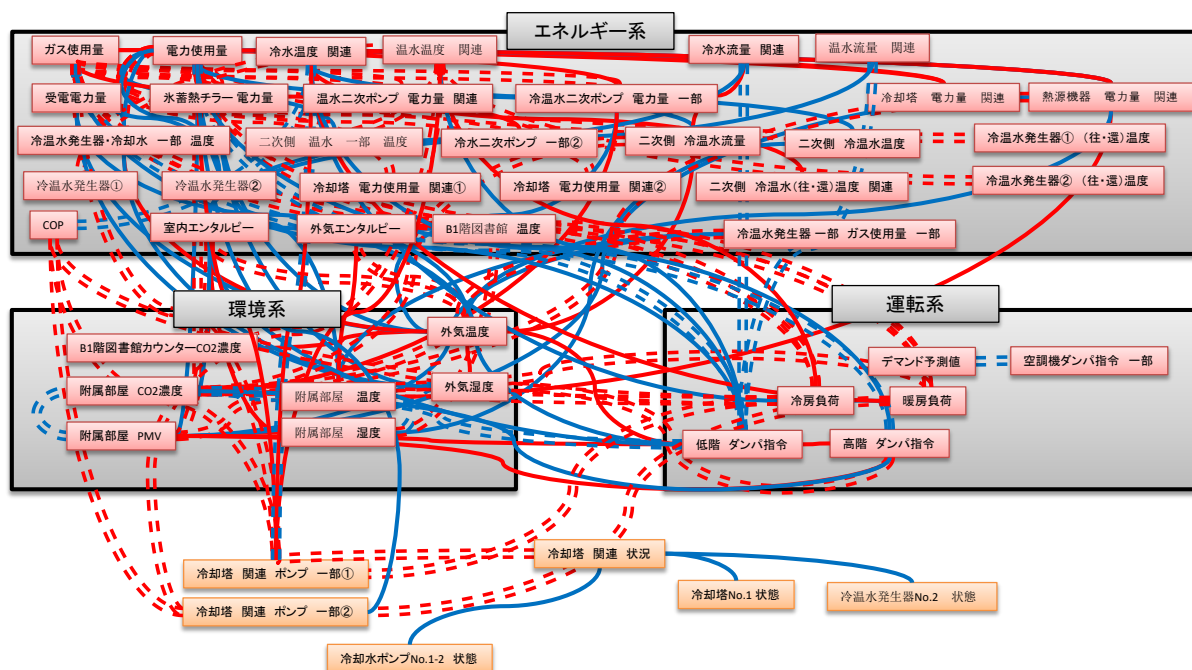 エネルギー系
ガス使用量
電力使用量
冷水温度 関連
温水温度 関連
冷水流量 関連
温水流量 関連
受電電力量
氷蓄熱チラー 電力量
温水二次ポンプ 電力量 関連
冷温水二次ポンプ 電力量 一部
冷却塔 電力量 関連
熱源機器 電力量 関連
冷温水発生器・冷却水 一部 温度
二次側 温水 一部 温度
冷水二次ポンプ 一部②
二次側 冷温水流量
二次側 冷温水温度
冷温水発生器① (往・還)温度
冷温水発生器①
冷温水発生器②
冷却塔 電力使用量 関連①
冷却塔 電力使用量 関連②
二次側 冷温水(往・還)温度 関連
冷温水発生器② (往・還)温度
COP
室内エンタルピー
外気エンタルピー
B1階図書館 温度
冷温水発生器一部 ガス使用量 一部
環境系
運転系
B1階図書館カウンターCO2濃度
外気温度
デマンド予測値
空調機ダンパ指令 一部
附属部屋 CO2濃度
附属部屋 温度
外気湿度
冷房負荷
暖房負荷
附属部屋 PMV
附属部屋 湿度
低階 ダンパ指令
高階 ダンパ指令
冷却塔 関連 状況
冷却塔 関連 ポンプ 一部①
冷却塔No.1 状態
冷温水発生器No.2 状態
冷却塔 関連 ポンプ 一部②
冷却水ポンプNo.1-2 状態